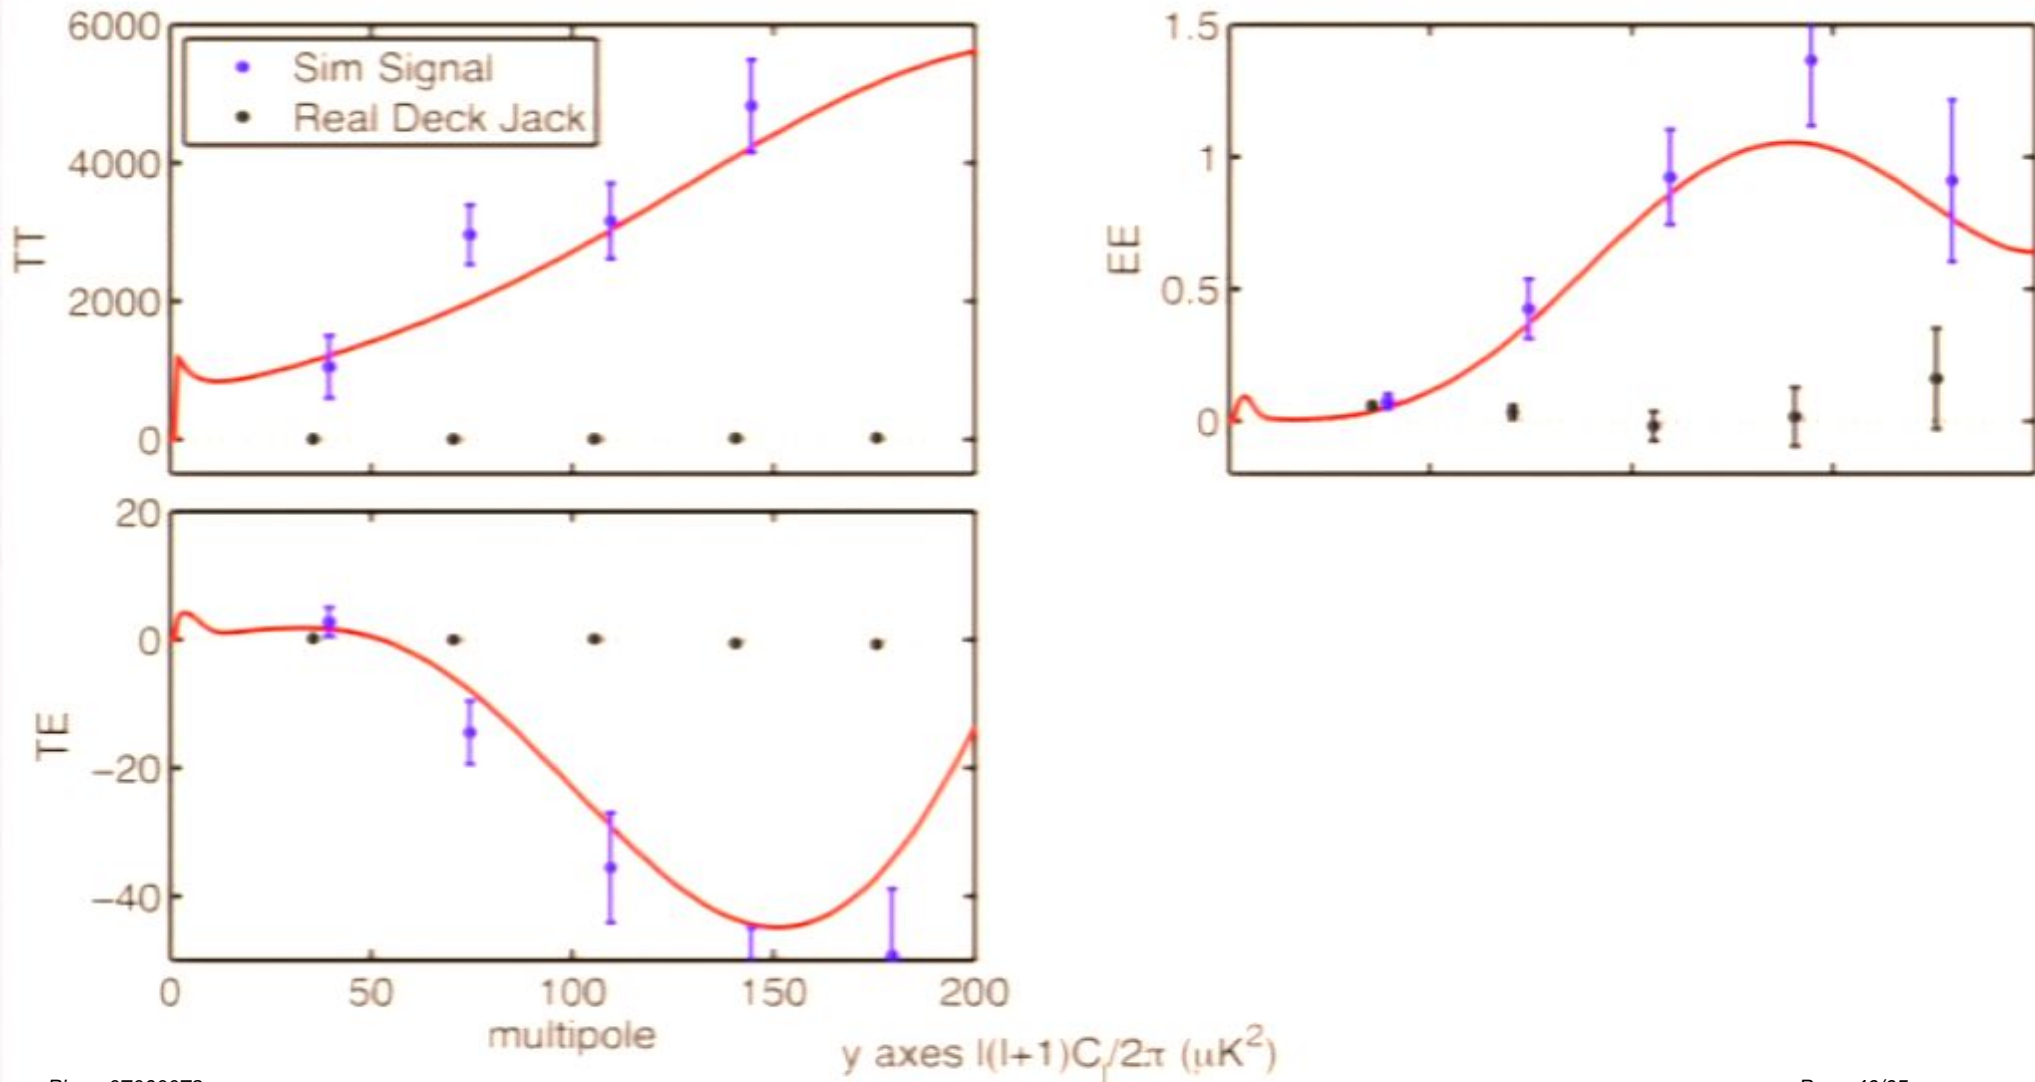 6000
4000
2000
0
TT
Sim Signal
Real Deck Jack
1.5
1
0.5
0
EE
20
0
−20
−40
TE
0 50 100 150 200
multipole
y axes l(l+1)C_l/2π (μK²)